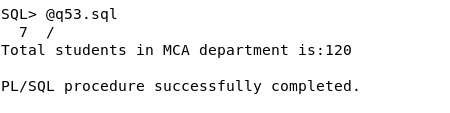 SQL> @q53.sql
  7  /
Total students in MCA department is:120
PL/SQL procedure successfully completed.